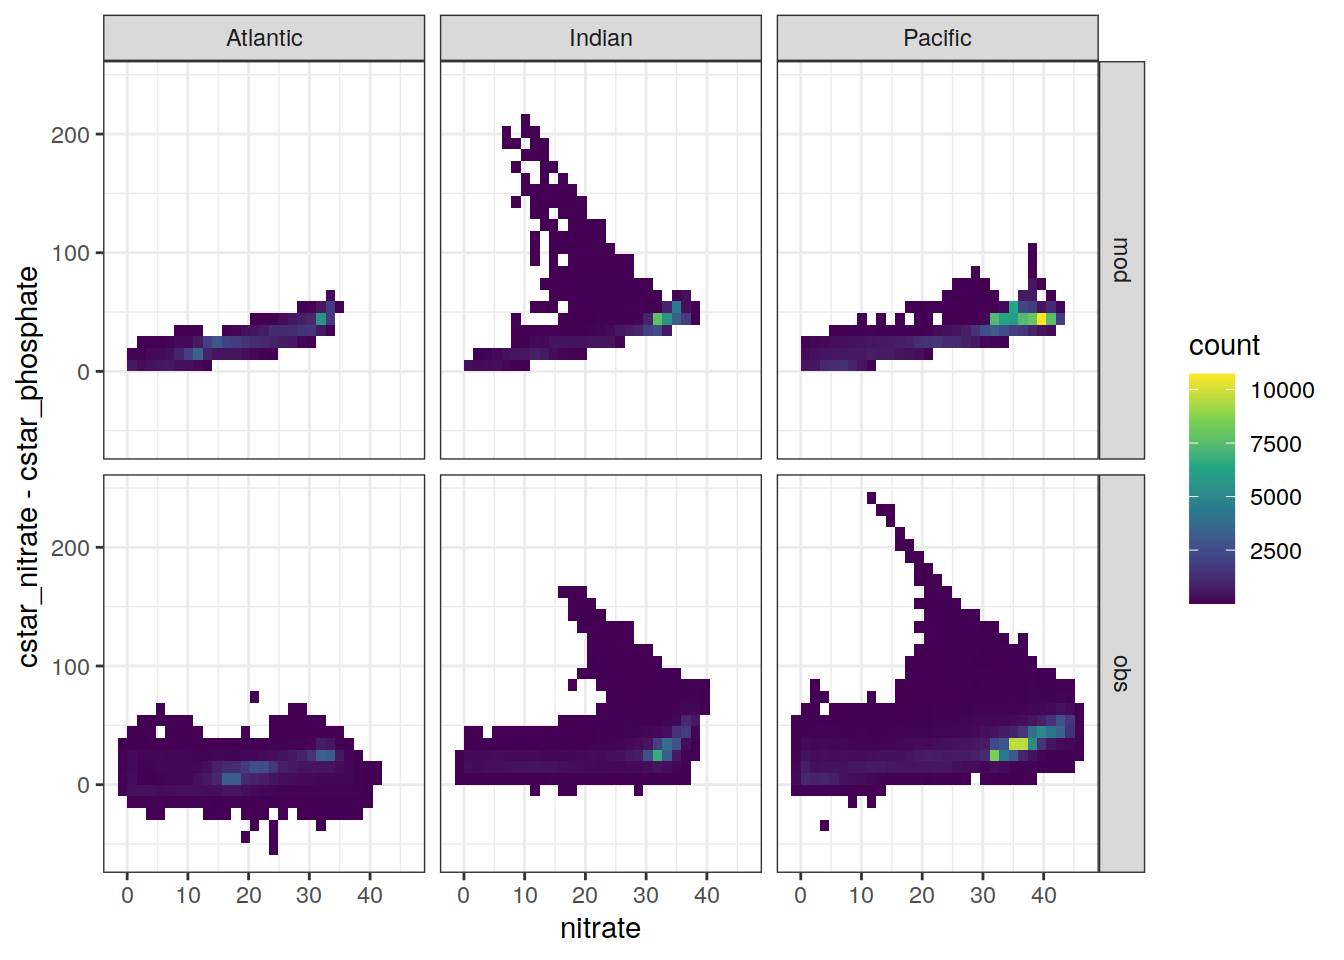 Atlantic Indian Pacific
200
100
0
mod
200
100
0
obs
0 10 20 30 40 0 10 20 30 40 0 10 20 30 40
nitrate
cstar_nitrate - cstar_phosphate
count
10000
7500
5000
2500